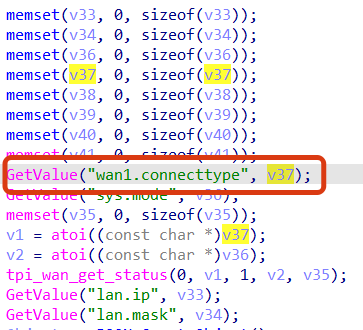 memset(v33, 0, sizeof(v33));
memset(v34, 0, sizeof(v34));
memset(v36, 0, sizeof(v36));
memset(v37, 0, sizeof(v37));
memset(v38, 0, sizeof(v38));
memset(v39, 0, sizeof(v39));
memset(v40, 0, sizeof(v40));
memset(v41, 0, sizeof(v41));
GetValue("wan1.connecttype", v37);
GetValue("sys.mode", v36);
memset(v35, 0, sizeof(v35));
v1 = atoi((const char *)v37);
v2 = atoi((const char *)v36);
tpi_wan_get_status(0, v1, 1, v2, v35);
GetValue("lan.ip", v33);
GetValue("lan.mask", v34);